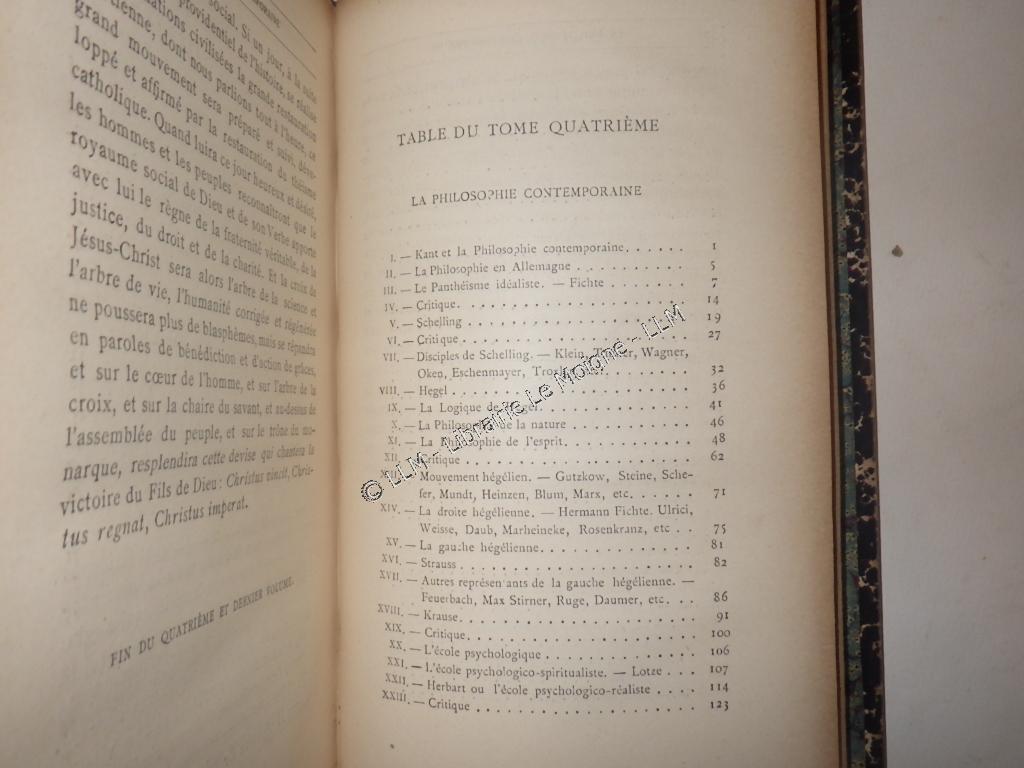 social. Si un jour, à la suite
providentiel de l'histoire, se réalise
civilisées la grande restauration
dont nous parlions tout à l'heure, ce
grand mouvement sera préparé et suivi, déve-
loppé et affirmé par la restauration du théisme
catholique. Quand luira ce jour heureux et désiré,
les hommes et les peuples reconnaîtront que le
royaume social de Dieu et de son Verbe apporte
avec lui le règne de la fraternité véritable, de la
justice, du droit et de la charité. Et la croix de
Jésus-Christ sera alors l'arbre de la science et
l'arbre de vie, l'humanité corrigée et régénérée
ne poussera plus de blasphèmes, mais se répandra
en paroles de bénédiction et d'action de grâces,
et sur le cœur de l'homme, et sur l'arbre de la
croix, et sur la chaire du savant, et au-dessus de
l'assemblée du peuple, et sur le trône du mo-
narque, resplendira cette devise qui chantera la
victoire du Fils de Dieu : Christus vincit, Chris-
tus regnat, Christus imperat.
FIN DU QUATRIÈME ET DERNIER VOLUME.
TABLE DU TOME QUATRIÈME
LA PHILOSOPHIE CONTEMPORAINE
I. — Kant et la Philosophie contemporaine. . . . . . 1
II. — La Philosophie en Allemagne . . . . . . . . . . 5
III. — Le Panthéisme idéaliste. — Fichte . . . . . . . 7
IV. — Critique. . . . . . . . . . . . . . . . . . . . 14
V. — Schelling . . . . . . . . . . . . . . . . . . . 19
VI. — Critique . . . . . . . . . . . . . . . . . . . 27
VII. — Disciples de Schelling. — Klein, Wagner,
Oken, Eschenmayer, . . . 32
VIII. — Hegel . . . . . . . . . . . . . . . . . . . . 36
IX. — La Logique de Hegel. . . . . . . . . . . . . 41
X. — La Philosophie de la nature . . . . . . . . . 46
XI. — La Philosophie de l'esprit. . . . . . . . . . 48
XII. — Critique . . . . . . . . . . . . . . . . . . . 62
XIII. — Mouvement hégélien. — Gutzkow, Steine, Sche-
fer, Mundt, Heinzen, Blum, Marx, etc. . . . . . . 71
XIV. — La droite hégélienne. — Hermann Fichte. Ulrici,
Weisse, Daub, Marheineke, Rosenkranz, etc . . 75
XV. — La gauche hégélienne. . . . . . . . . . . . . 81
XVI. — Strauss . . . . . . . . . . . . . . . . . . . 82
XVII. — Autres représentants de la gauche hégélienne. —
Feuerbach, Max Stirner, Ruge, Daumer, etc. . . 86
XVIII. — Krause. . . . . . . . . . . . . . . . . . . . 91
XIX. — Critique. . . . . . . . . . . . . . . . . . . 100
XX. — L'école psychologique . . . . . . . . . . . . 106
XXI. — L'école psychologico-spiritualiste. — Lotze . . . 107
XXII. — Herbart ou l'école psychologico-réaliste . . . . 114
XXIII. — Critique . . . . . . . . . . . . . . . . . . . 123
© LLM - Librairie Le Moigne - LLM